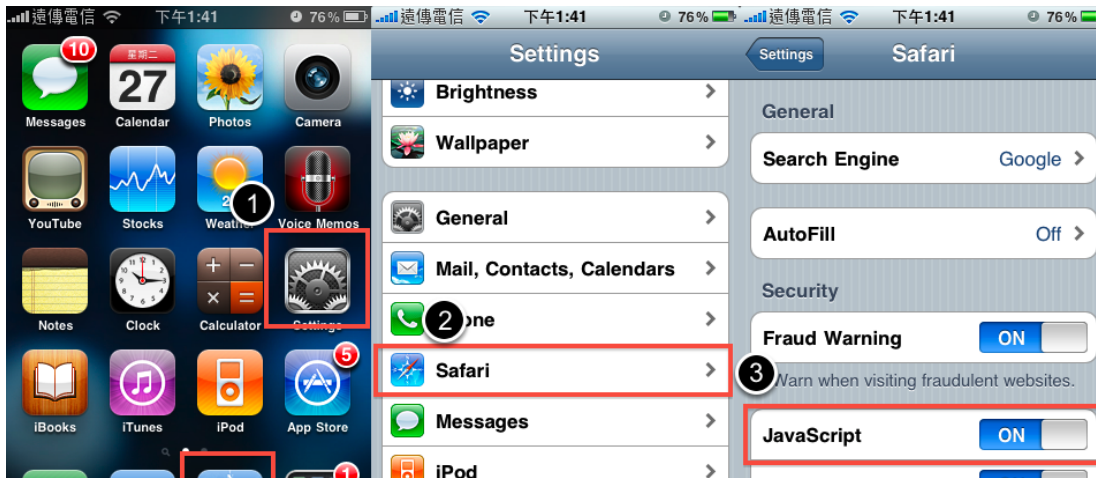 遠傳電信 下午1:41 76%
10
星期二
27
Messages Calendar Photos Camera
1
YouTube Stocks Weather Voice Memos
Notes Clock Calculator Settings
5
iBooks iTunes iPod App Store
1
遠傳電信 下午1:41 76%
Settings
Brightness
Wallpaper
General
Mail, Contacts, Calendars
2
Safari
Messages
iPod
遠傳電信 下午1:41 76%
Settings Safari
General
Search Engine Google
AutoFill Off
Security
Fraud Warning ON
3
Warn when visiting fraudulent websites.
JavaScript ON